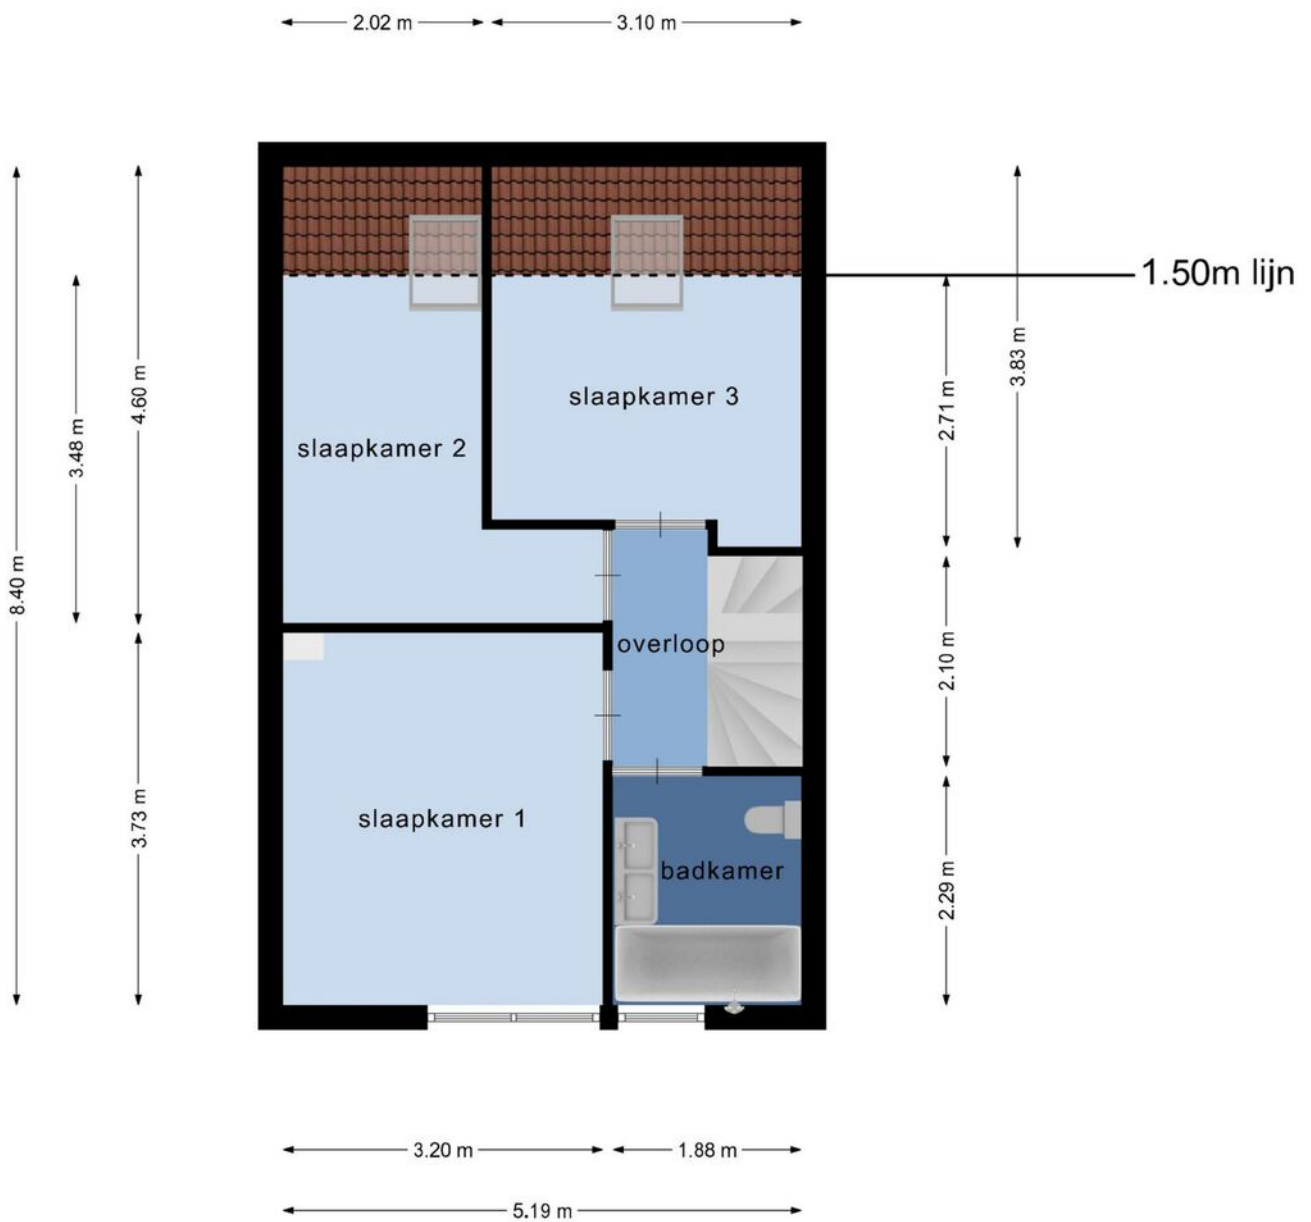 2.02 m
3.10 m
1.50m lijn
3.83 m
2.71 m
4.60 m
3.48 m
8.40 m
slaapkamer 3
slaapkamer 2
overloop
2.10 m
slaapkamer 1
3.73 m
badkamer
2.29 m
3.20 m
1.88 m
5.19 m